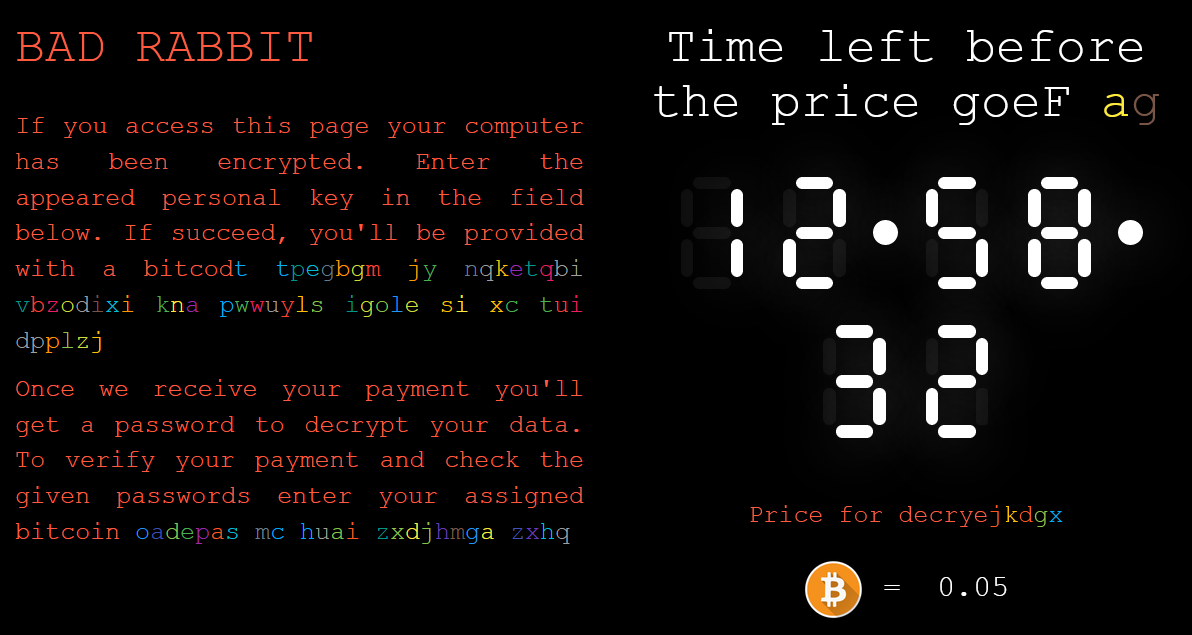 BAD RABBIT
If you access this page your computer
has been encrypted. Enter the
appeared personal key in the field
below. If succeed, you'll be provided
with a bitcodt tpegbgm jy nqketqbi
vbzodixi kna pwwuyls igole si xc tui
dpplzj
Once we receive your payment you'll
get a password to decrypt your data.
To verify your payment and check the
given passwords enter your assigned
bitcoin oadepas mc huai zxdjhmga zxhq
Time left before
the price goeF ag
12•58•
32
Price for decryejkdgx
= 0.05